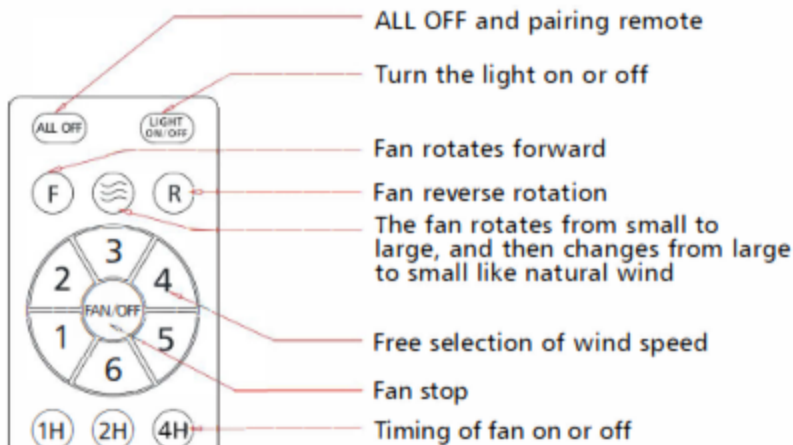 ALL OFF and pairing remote
Turn the light on or off
ALL OFF
LIGHT
ON/OFF
Fan rotates forward
F
R
Fan reverse rotation
The fan rotates from small to
large, and then changes from large
to small like natural wind
3
2
4
FAN/OFF
1
5
6
Free selection of wind speed
Fan stop
1H
2H
4H
Timing of fan on or off